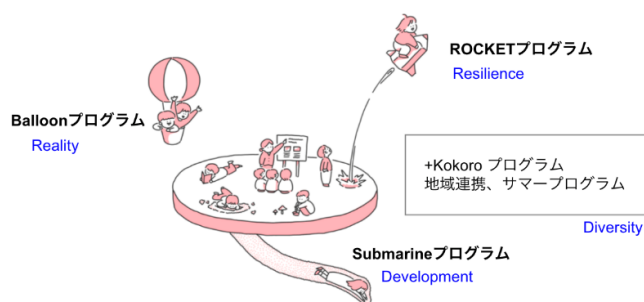 ROCKETプログラム
Resilience
Balloonプログラム
Reality
+Kokoro プログラム
地域連携、サマープログラム
Diversity
Submarineプログラム
Development